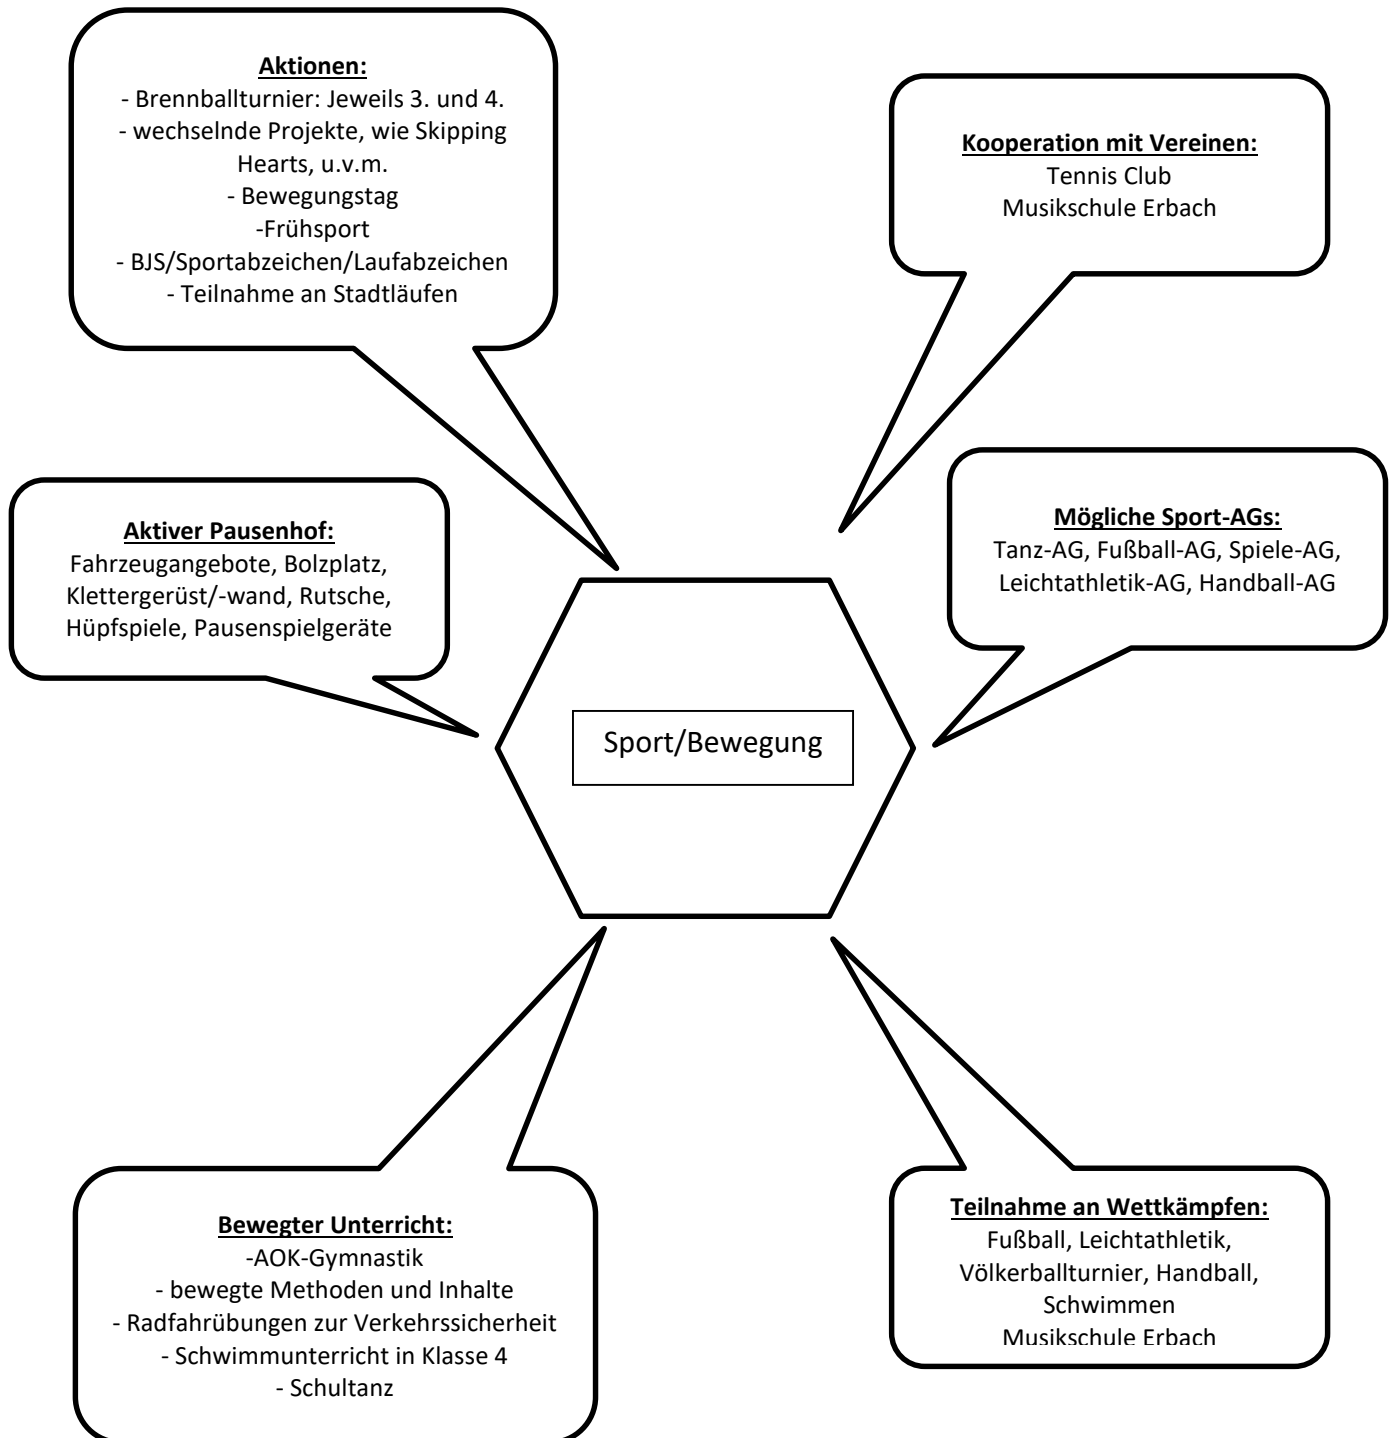 Aktionen:
- Brennballturnier: Jeweils 3. und 4.
- wechselnde Projekte, wie Skipping
Hearts, u.v.m.
- Bewegungstag
-Frühsport
- BJS/Sportabzeichen/Laufabzeichen
- Teilnahme an Stadtläufen
Kooperation mit Vereinen:
Tennis Club
Musikschule Erbach
Aktiver Pausenhof:
Fahrzeugangebote, Bolzplatz,
Klettergerüst/-wand, Rutsche,
Hüpfspiele, Pausenspielgeräte
Mögliche Sport-AGs:
Tanz-AG, Fußball-AG, Spiele-AG,
Leichtathletik-AG, Handball-AG
Sport/Bewegung
Bewegter Unterricht:
-AOK-Gymnastik
- bewegte Methoden und Inhalte
- Radfahrübungen zur Verkehrssicherheit
- Schwimmunterricht in Klasse 4
- Schultanz
Teilnahme an Wettkämpfen:
Fußball, Leichtathletik,
Völkerballturnier, Handball,
Schwimmen
Musikschule Erbach